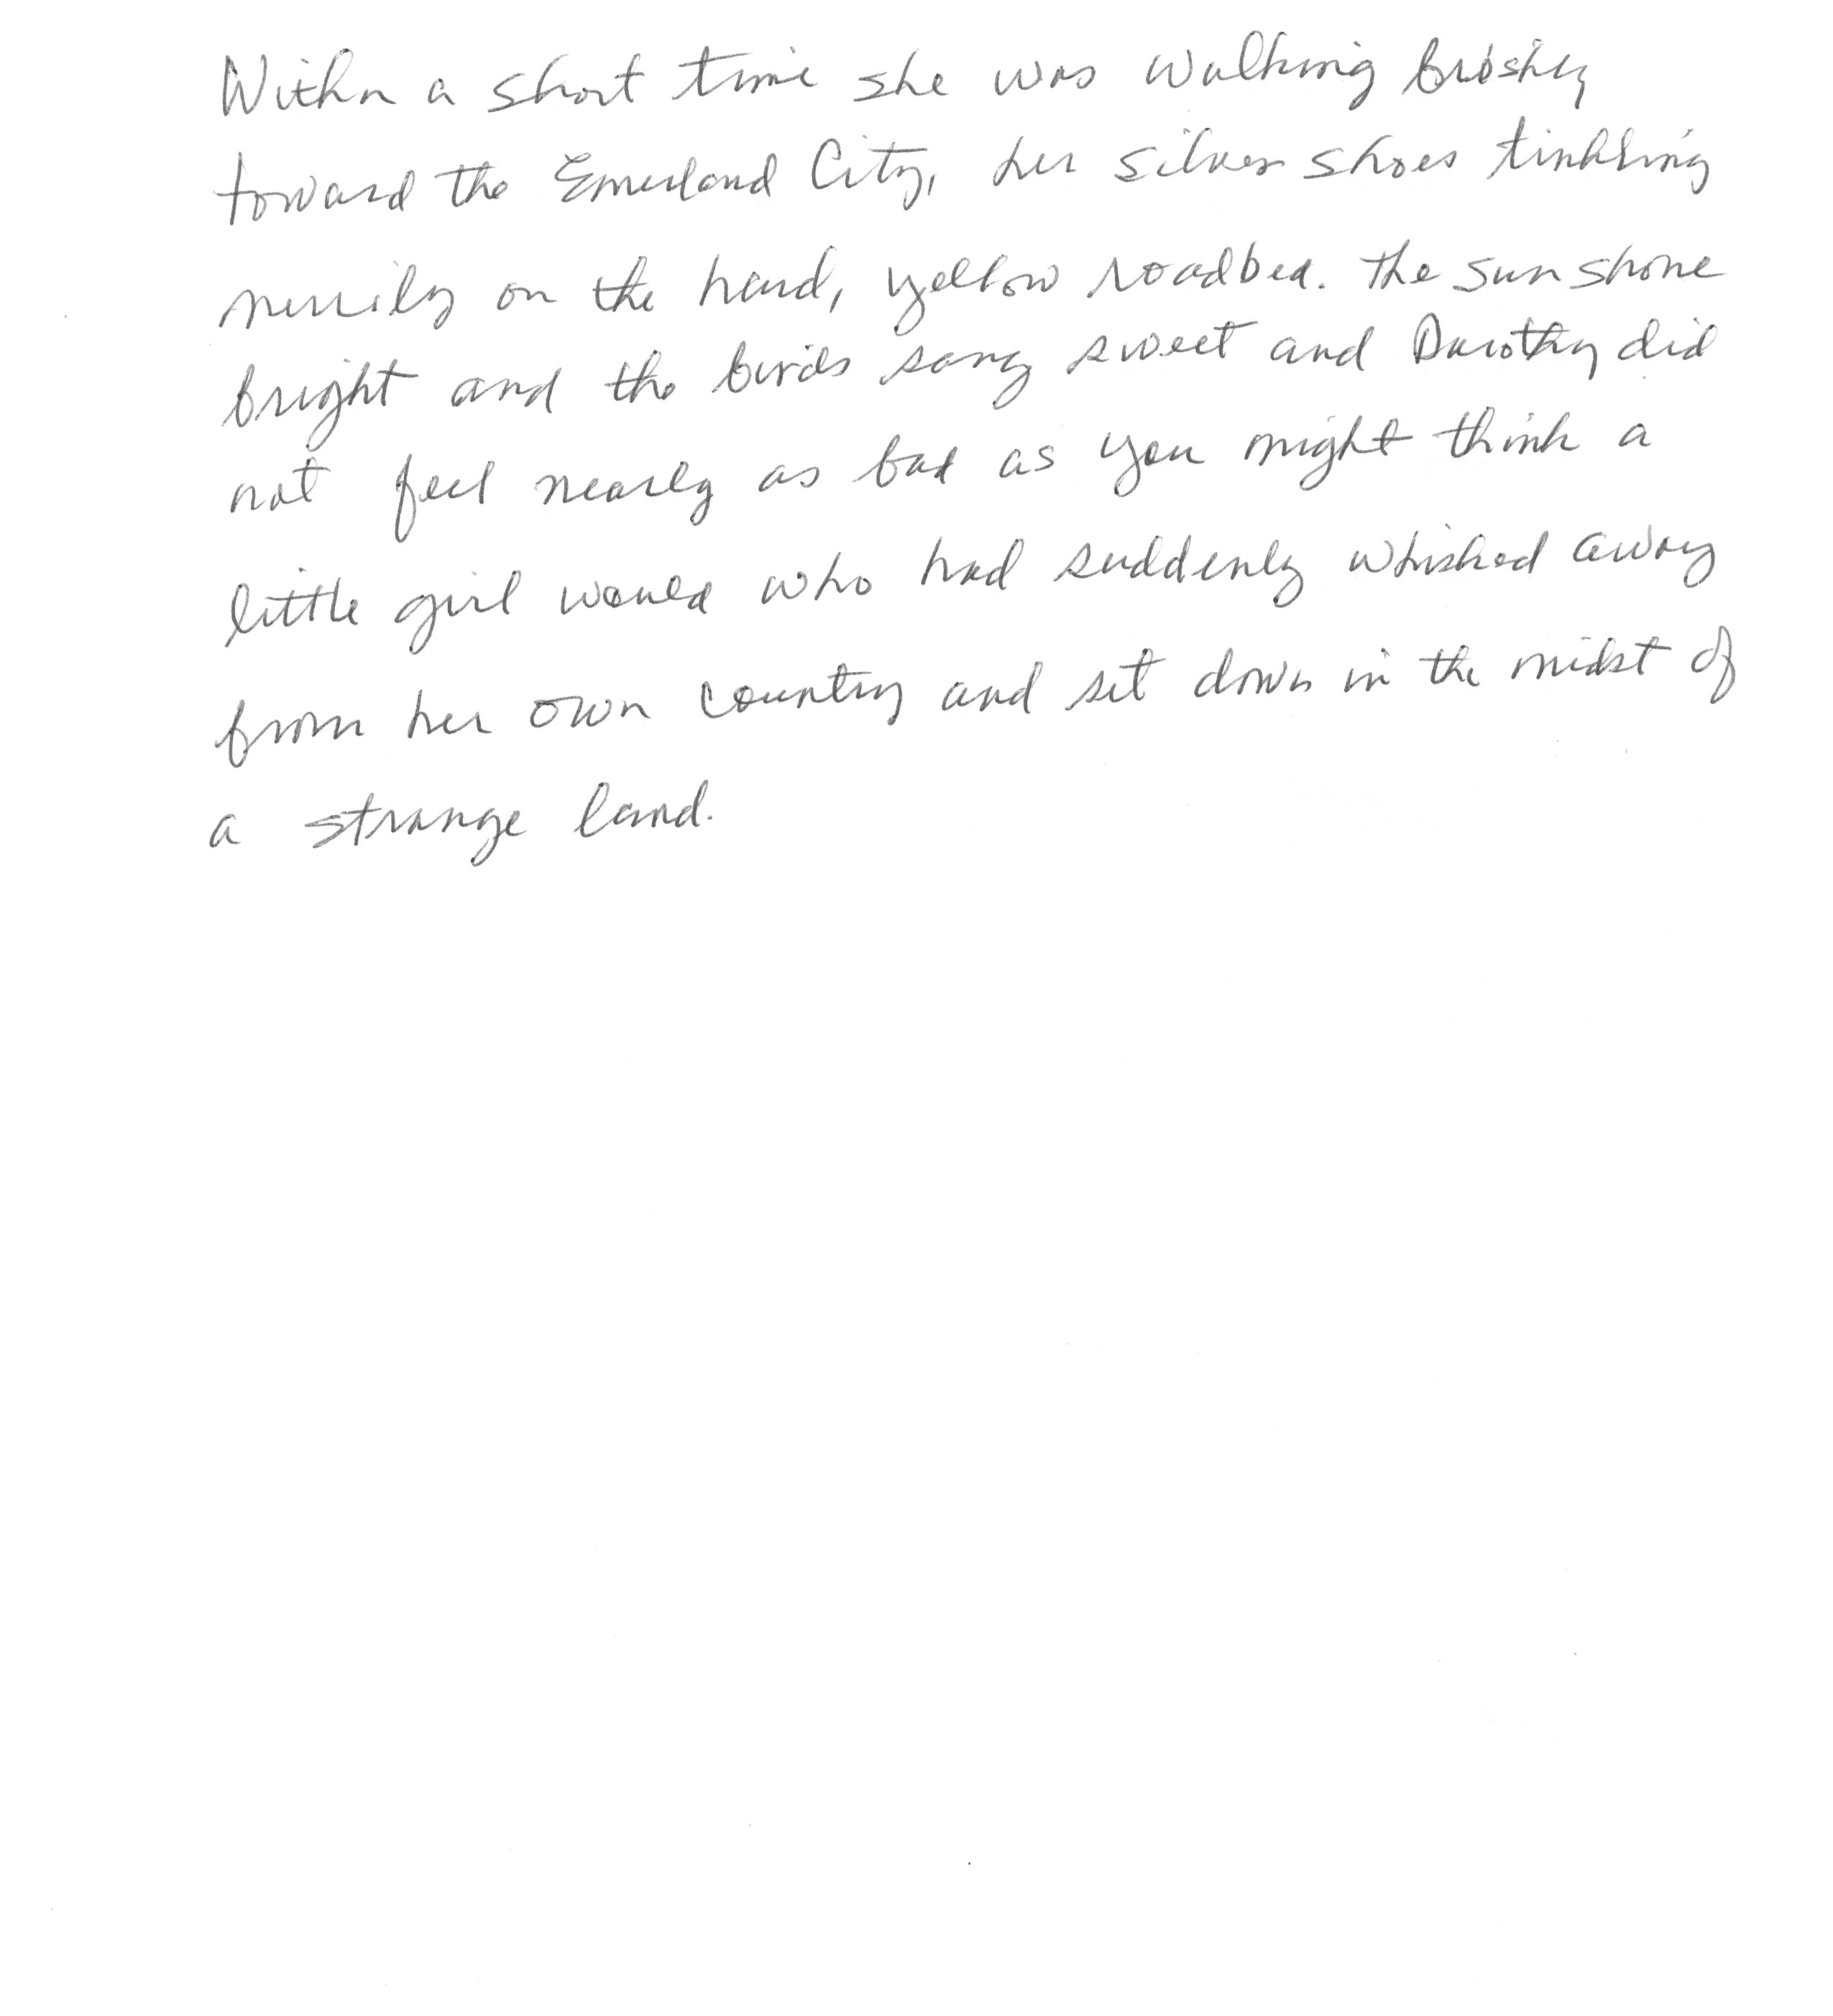 Within a short time she was walking briskly
toward the Emerland City, her silver shoes tinkling
merrily on the hard, yellow roadbed. The sun shone
bright and the birds sang sweet and Dorothy did
not feel nearly as bad as you might think a
little girl would who had suddenly whisked away
from her own country and set down in the midst of
a strange land.